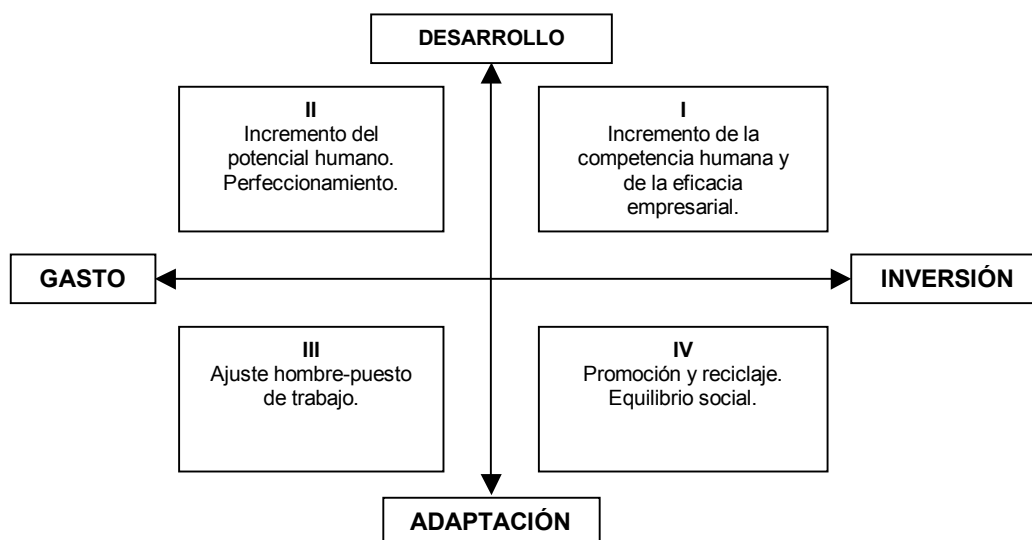 DESARROLLO
II
Incremento del
potencial humano.
Perfeccionamiento.
I
Incremento de la
competencia humana y
de la eficacia
empresarial.
GASTO
INVERSIÓN
III
Ajuste hombre-puesto
de trabajo.
IV
Promoción y reciclaje.
Equilibrio social.
ADAPTACIÓN